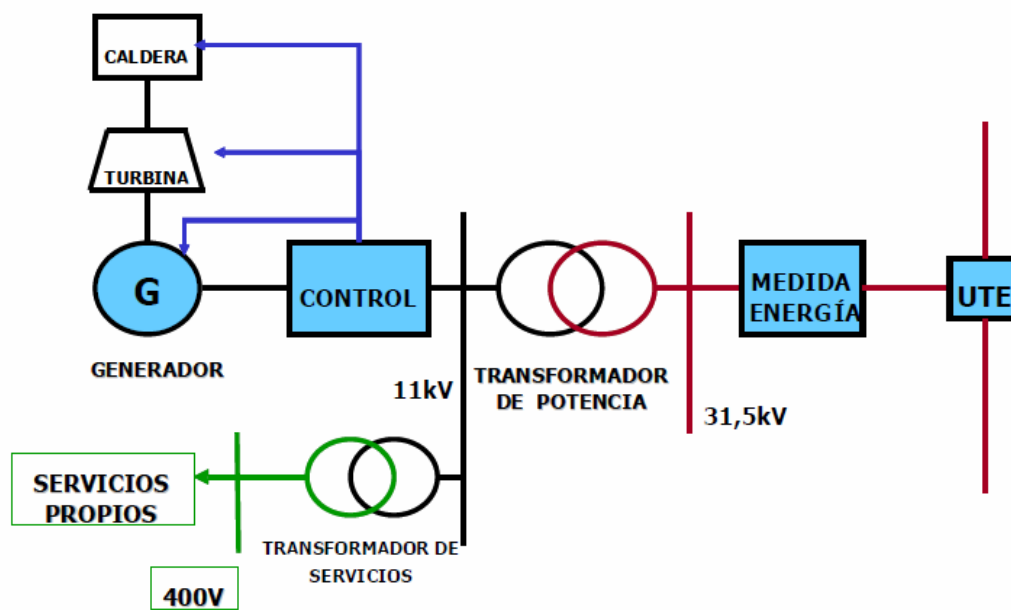 CALDERA
TURBINA
G
GENERADOR
CONTROL
11kV
TRANSFORMADOR
DE POTENCIA
31,5kV
MEDIDA
ENERGÍA
UTE
SERVICIOS
PROPIOS
400V
TRANSFORMADOR DE
SERVICIOS